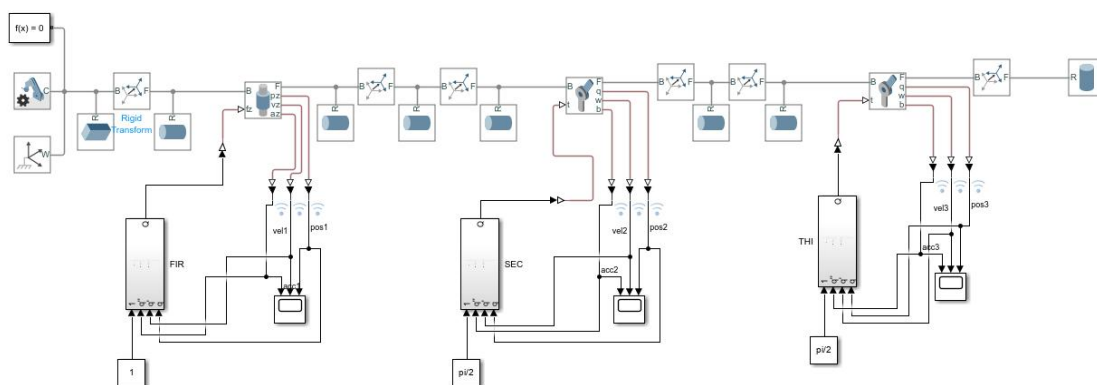 f(x) = 0
C
W
B F
R
Rigid
Transform
R
B F
fz pz
vz
az
R
B F
R
B F
R
B F
t q
w
b
B F
R
B F
R
B F
t q
w
b
B F
R
FIR
vel1
pos1
acc1
1
SEC
vel2
pos2
acc2
pi/2
THI
vel3
pos3
acc3
pi/2